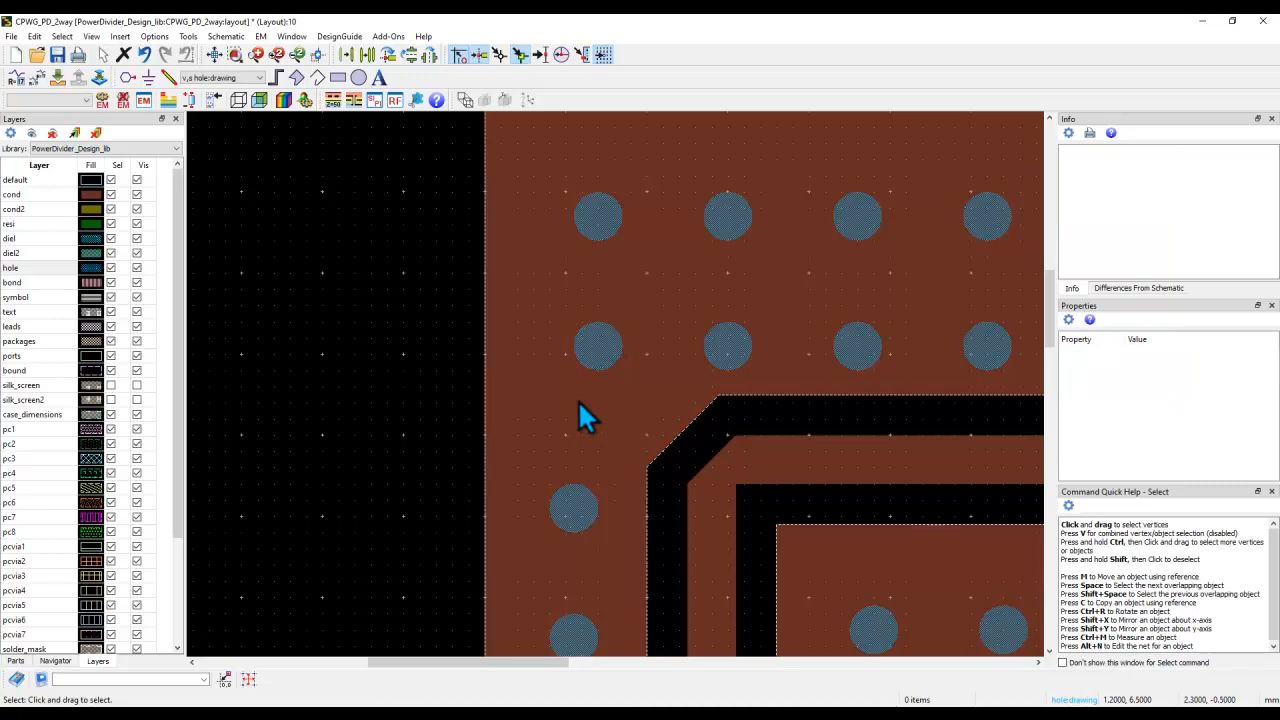 CPWG_PD_2way [PowerDivider_Design_lib:CPWG_PD_2way:layout] * (Layout):10
File Edit Select View Insert Options Tools Schematic EM Window DesignGuide Add-Ons Help
v,s hole:drawing
EM EM EM Z=50 RF
Layers
Library: PowerDivider_Design_lib
Layer Fill Sel Vis
default
cond
cond2
resi
diel
diel2
hole
bond
symbol
text
leads
packages
ports
bound
silk_screen
silk_screen2
case_dimensions
pc1
pc2
pc3
pc4
pc5
pc6
pc7
pc8
pcvia1
pcvia2
pcvia3
pcvia4
pcvia5
pcvia6
pcvia7
solder_mask
Parts Navigator Layers
Select: Click and drag to select.
Info
Info Differences From Schematic
Properties
Property Value
Command Quick Help - Select
Click and drag to select vertices
Press V for combined vertex/object selection (disabled)
Press and hold Ctrl, then Click and drag to select more vertices
or objects
Press and hold Shift, then Click to deselect
Press M to Move an object using reference
Press Space to Select the next overlapping object
Press Shift+Space to Select the previous overlapping object
Press C to Copy an object using reference
Press Ctrl+R to Rotate an object
Press Shift+X to Mirror an object about x-axis
Press Shift+Y to Mirror an object about y-axis
Press Ctrl+M to Measure an object
Press Alt+N to Edit the net for an object
Don't show this window for Select command
0 items hole:drawing 1.2000, 6.5000 2.3000, -0.5000 mm